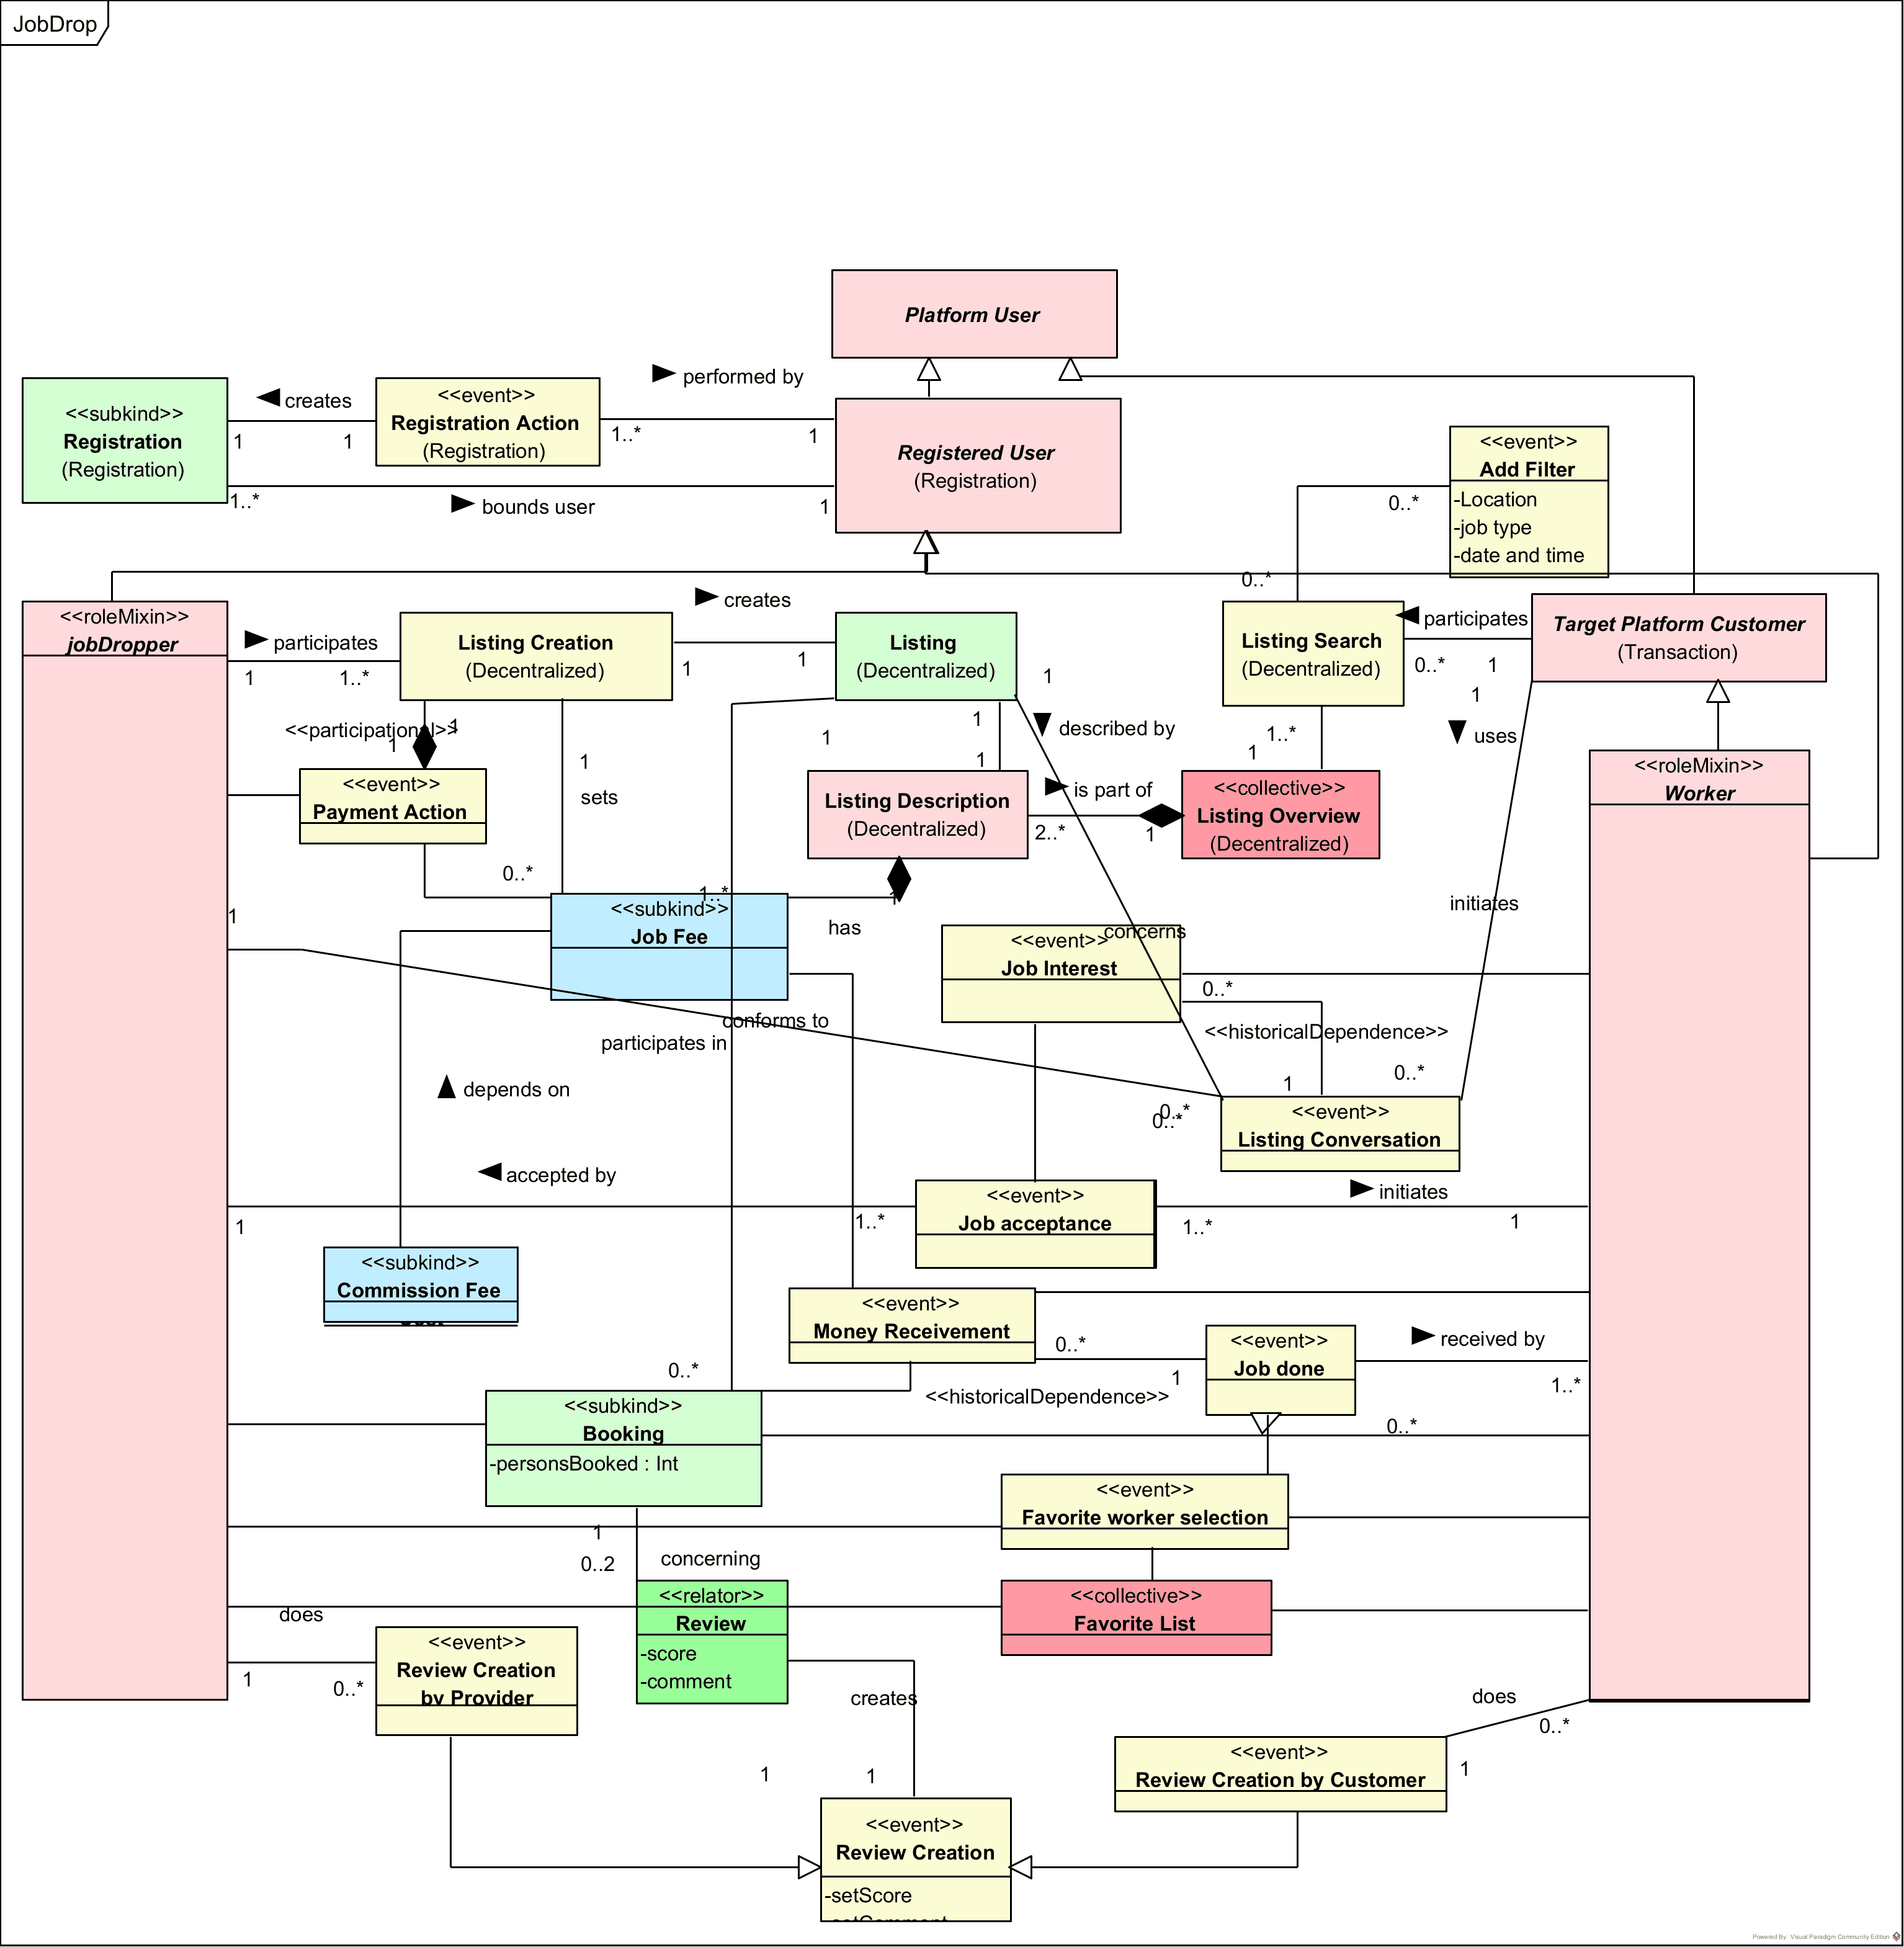 JobDrop
Platform User
<<subkind>>
Registration
(Registration)
creates
1
1
<<event>>
Registration Action
(Registration)
performed by
1..*
1
Registered User
(Registration)
1..*
bounds user
1
<<event>>
Add Filter
-Location
-job type
-date and time
0..*
0..*
<<roleMixin>>
jobDropper
participates
1
1..*
Listing Creation
(Decentralized)
creates
1
1
Listing
(Decentralized)
1
Listing Search
(Decentralized)
participates
0..*
1
Target Platform Customer
(Transaction)
1
uses
<<participational>>
1
1
1
sets
1
1
described by
1
1..*
1
<<roleMixin>>
Worker
<<event>>
Payment Action
Listing Description
(Decentralized)
is part of
2..*
1
<<collective>>
Listing Overview
(Decentralized)
0..*
1..*
1
<<subkind>>
Job Fee
has
1
initiates
<<event>>
Job Interest
concerns
0..*
conforms to
participates in
<<historicalDependence>>
0..*
1
depends on
0..*
0..*
<<event>>
Listing Conversation
accepted by
1
1..*
<<event>>
Job acceptance
1..*
initiates
1
<<subkind>>
Commission Fee
<<event>>
Money Receivement
0..*
1
<<event>>
Job done
received by
1..*
0..*
<<historicalDependence>>
0..*
<<subkind>>
Booking
-personsBooked : Int
<<event>>
Favorite worker selection
1
0..2
concerning
<<relator>>
Review
-score
-comment
<<collective>>
Favorite List
does
1
0..*
<<event>>
Review Creation
by Provider
creates
1
1
does
0..*
1
<<event>>
Review Creation by Customer
<<event>>
Review Creation
-setScore
-setComment
Powered By: Visual Paradigm Community Edition